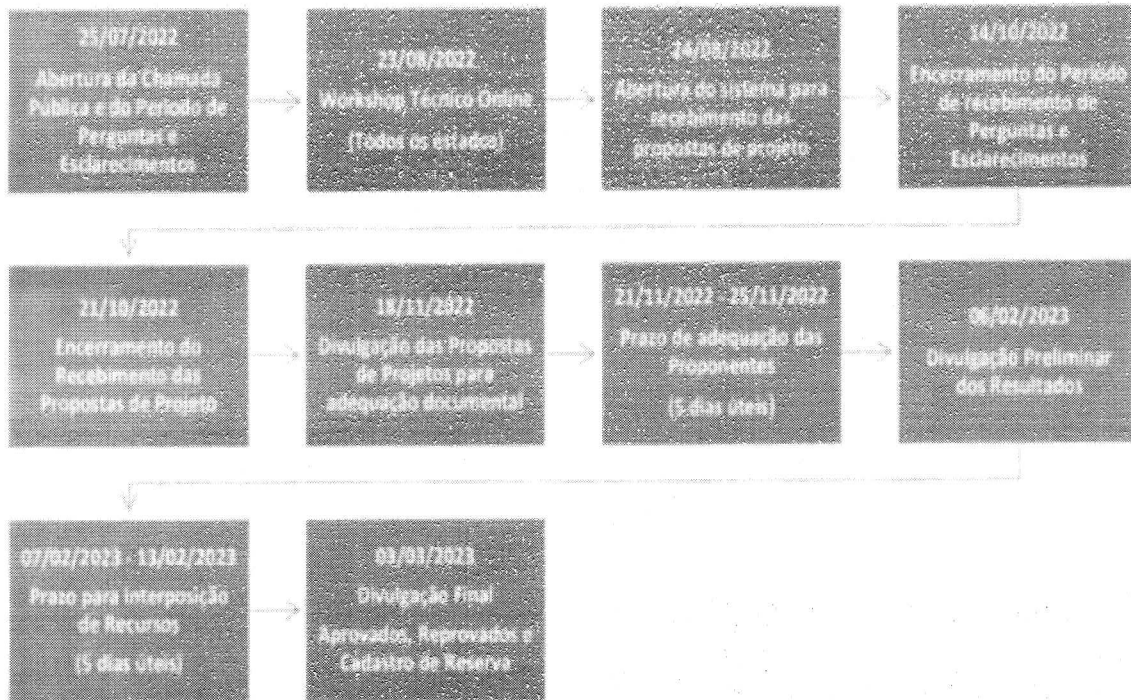 25/07/2022
Abertura da Chamada
Pública e do Período de
Perguntas e
Esclarecimentos
23/08/2022
Workshop Técnico Online
(Todos os estados)
24/08/2022
Abertura do sistema para
recebimento das
propostas de projeto
14/10/2022
Encerramento do Período
de recebimento de
Perguntas e
Esclarecimentos
21/10/2022
Encerramento do
Recebimento das
Propostas de Projeto
18/11/2022
Divulgação das Propostas
de Projetos para
adequação documental
21/11/2022 - 25/11/2022
Prazo de adequação das
Proponentes
(5 dias úteis)
06/02/2023
Divulgação Preliminar
dos Resultados
07/02/2023 - 13/02/2023
Prazo para Interposição
de Recursos
(5 dias úteis)
03/03/2023
Divulgação Final
Aprovados, Reprovados e
Cadastro de Reserva